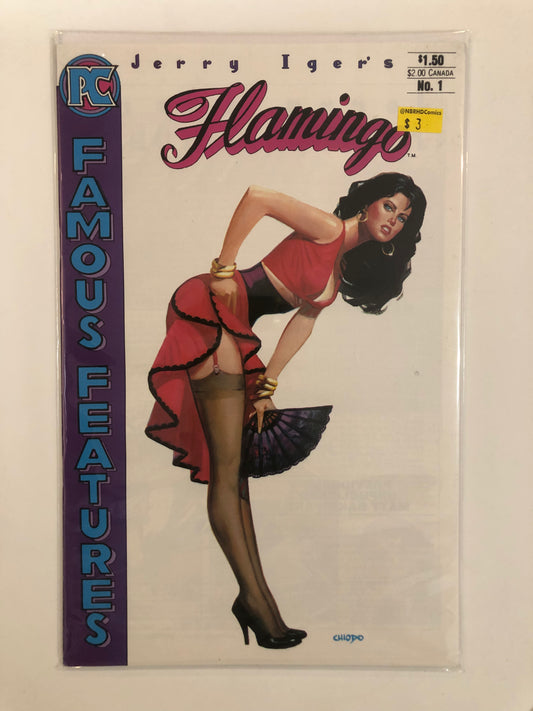 Jerry Iger's
$1.50
$2.00 CANADA
No. 1
PC
@NBRHDComics
$3
Flamingo
TM
FAMOUS FEATURES
CHIODO